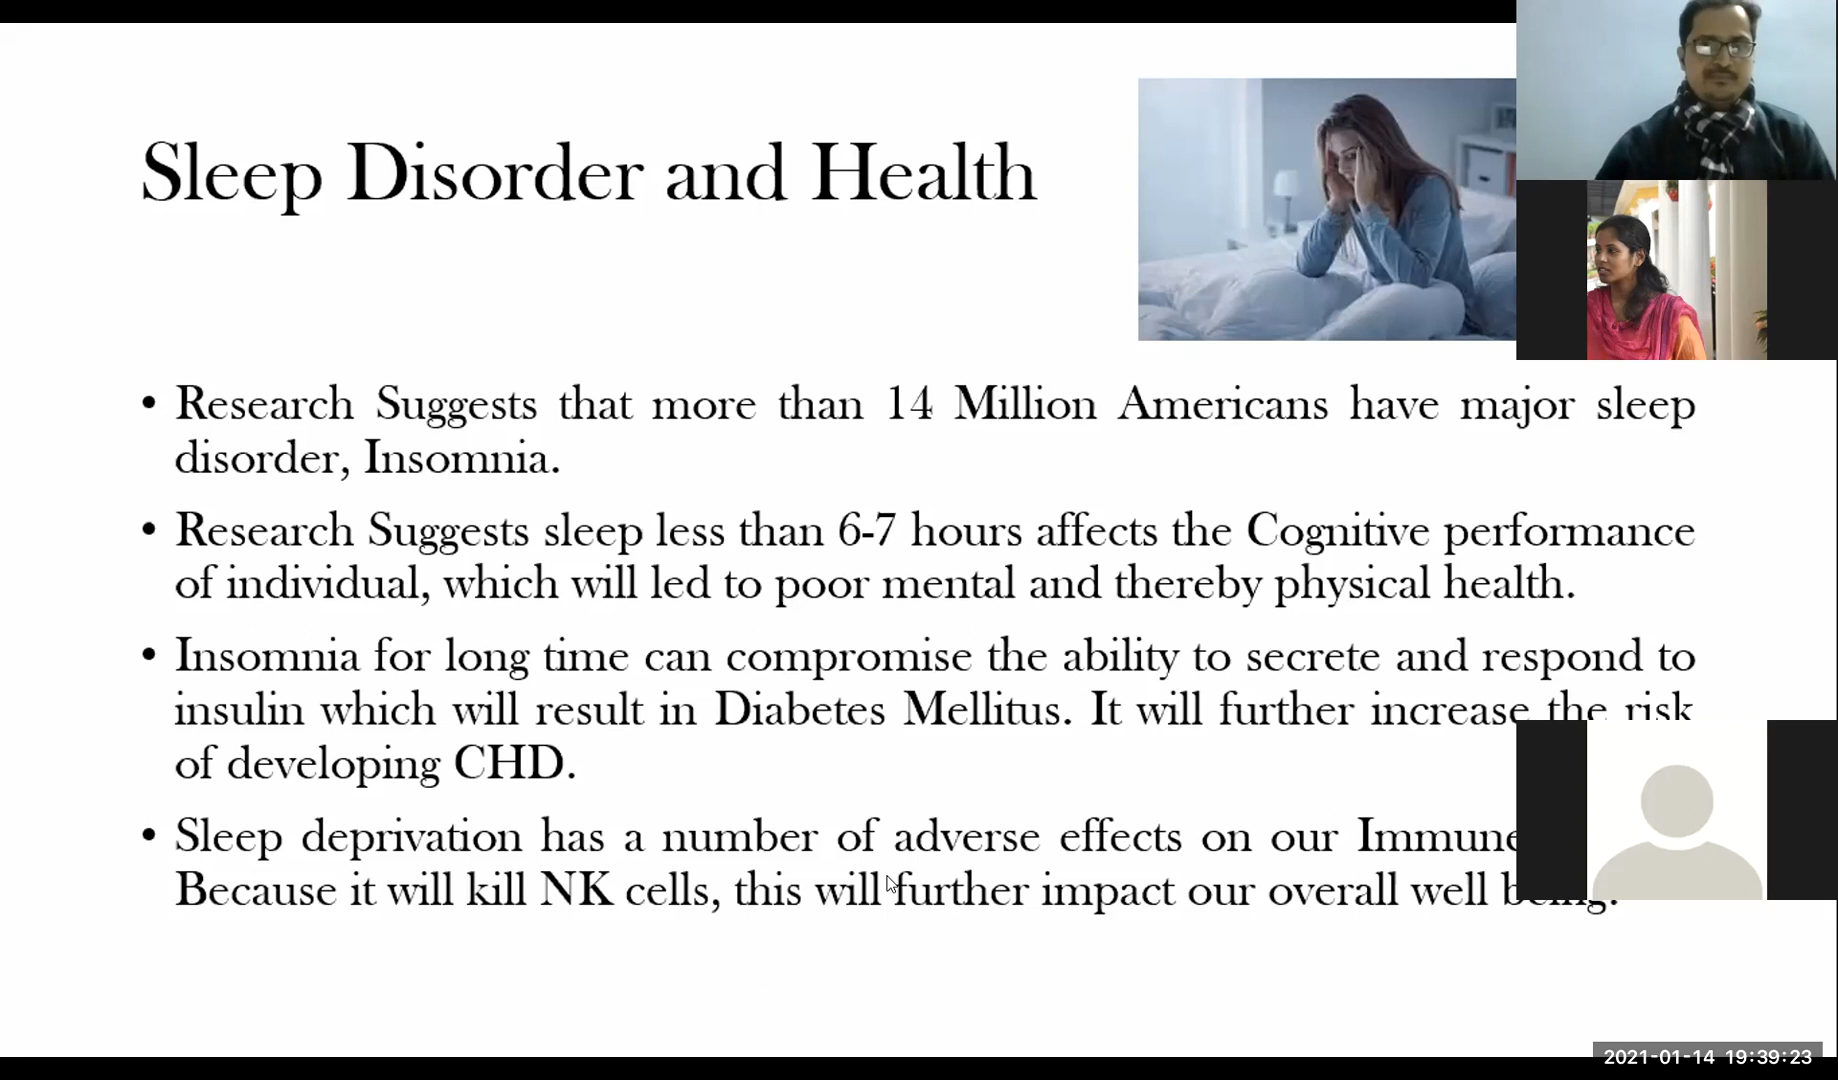 Sleep Disorder and Health
• Research Suggests that more than 14 Million Americans have major sleep
disorder, Insomnia.
• Research Suggests sleep less than 6-7 hours affects the Cognitive performance
of individual, which will led to poor mental and thereby physical health.
• Insomnia for long time can compromise the ability to secrete and respond to
insulin which will result in Diabetes Mellitus. It will further increase the risk
of developing CHD.
• Sleep deprivation has a number of adverse effects on our Immune
Because it will kill NK cells, this will further impact our overall well being.
2021-01-14 19:39:23